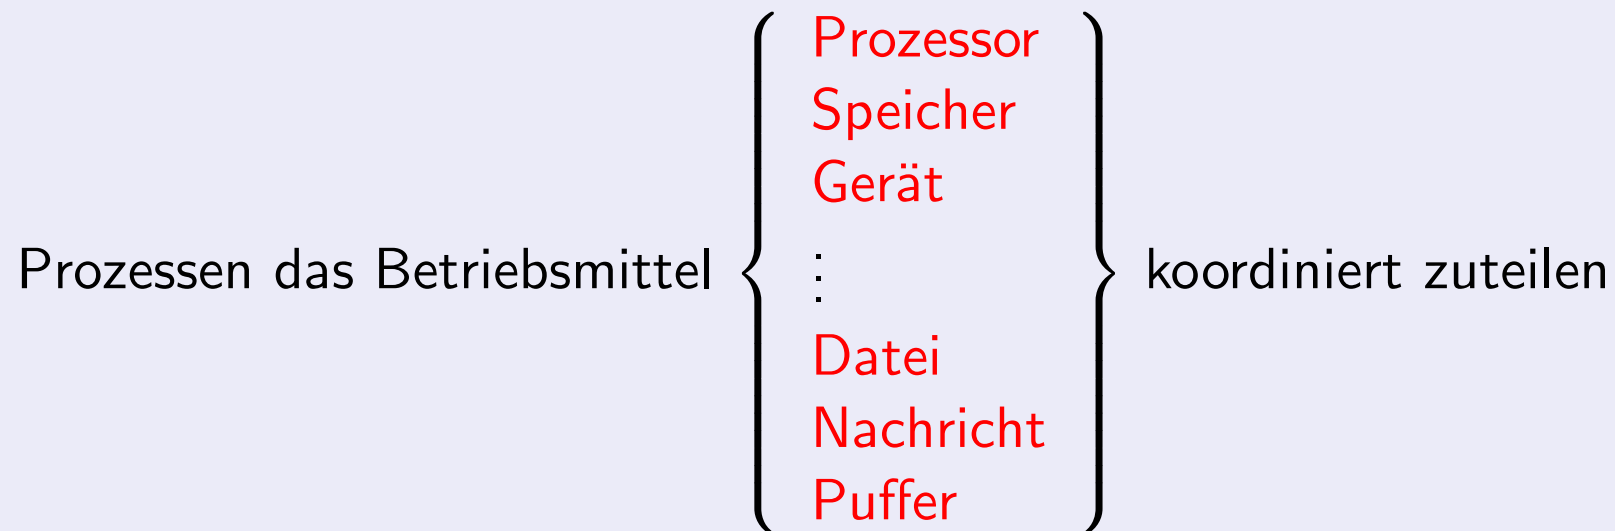 Prozessor
Speicher
Gerät
Prozessen das Betriebsmittel { ⋮ } koordiniert zuteilen
Datei
Nachricht
Puffer